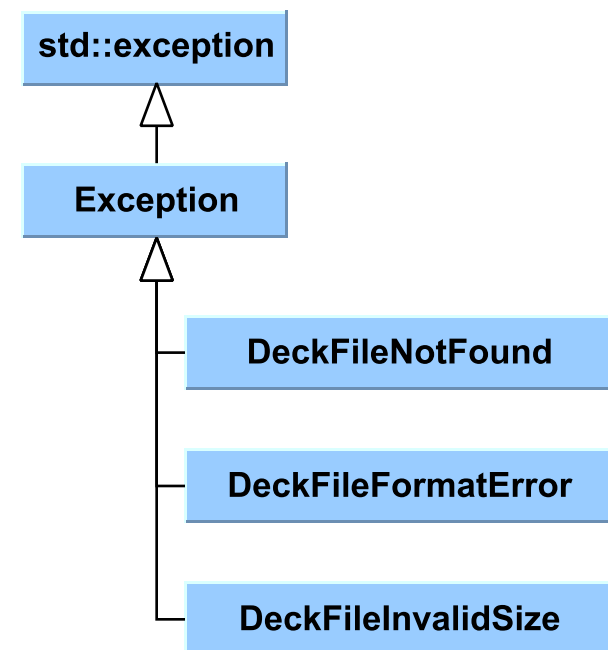 std::exception
Exception
DeckFileNotFound
DeckFileFormatError
DeckFileInvalidSize